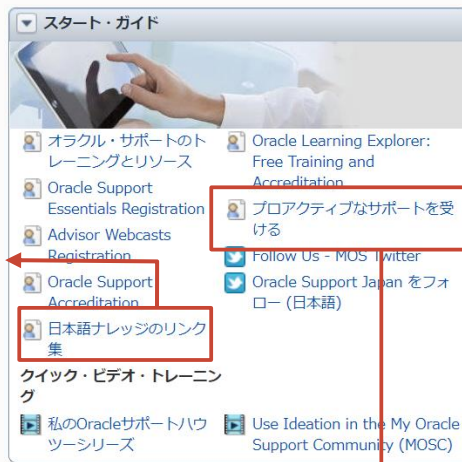 スタート・ガイド
オラクル・サポートのト
レーニングとリソース
Oracle Support
Essentials Registration
Advisor Webcasts
Registration
Oracle Support
Accreditation
日本語ナレッジのリンク
集
Oracle Learning Explorer:
Free Training and
Accreditation
プロアクティブなサポートを受
ける
Follow Us - MOS Twitter
Oracle Support Japan をフォ
ロー (日本語)
クイック・ビデオ・トレーニン
グ
私のOracleサポートハウ
ツーシリーズ
Use Ideation in the My Oracle
Support Community (MOSC)